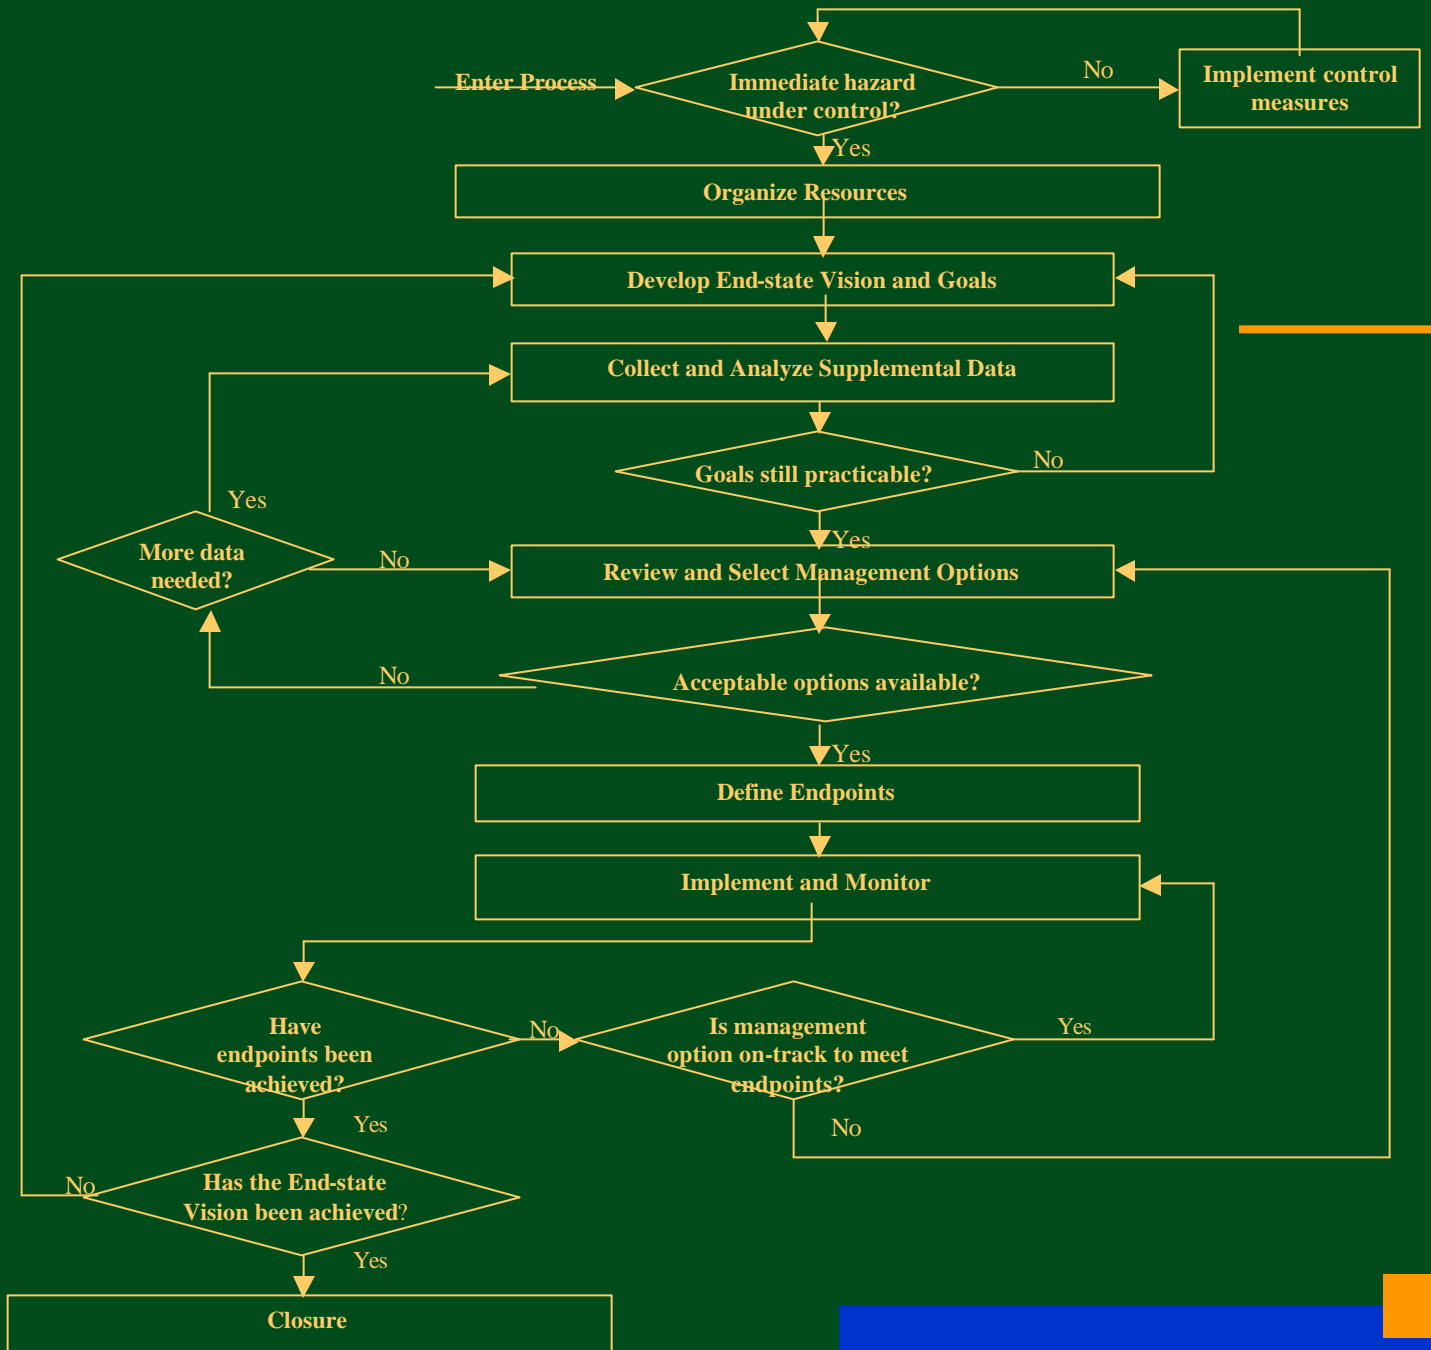 Enter Process
Immediate hazard
under control?
No
Implement control
measures
Yes
Organize Resources
Develop End-state Vision and Goals
Collect and Analyze Supplemental Data
Goals still practicable?
No
Yes
More data
needed?
No
Yes
Review and Select Management Options
No
Acceptable options available?
Yes
Define Endpoints
Implement and Monitor
Have
endpoints been
achieved?
No
Is management
option on-track to meet
endpoints?
Yes
Yes
No
No
Has the End-state
Vision been achieved?
Yes
Closure